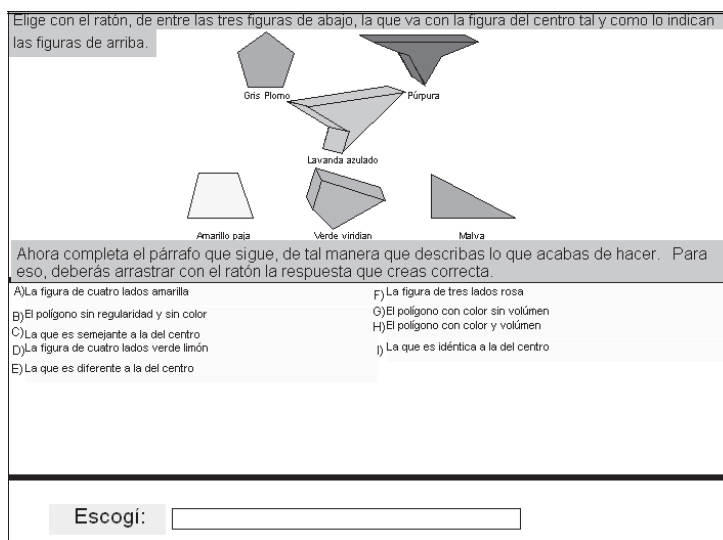 Elige con el ratón, de entre las tres figuras de abajo, la que va con la figura del centro tal y como lo indican
las figuras de arriba.
Gris Plomo
Púrpura
Lavanda azulado
Amarillo paja
Verde viridian
Malva
Ahora completa el párrafo que sigue, de tal manera que describas lo que acabas de hacer. Para
eso, deberás arrastrar con el ratón la respuesta que creas correcta.
A)La figura de cuatro lados amarilla
B)El polígono sin regularidad y sin color
C)La que es semejante a la del centro
D)La figura de cuatro lados verde limón
E)La que es diferente a la del centro
F)La figura de tres lados rosa
G)El polígono con color sin volúmen
H)El polígono con color y volúmen
I) La que es idéntica a la del centro
Escogí: